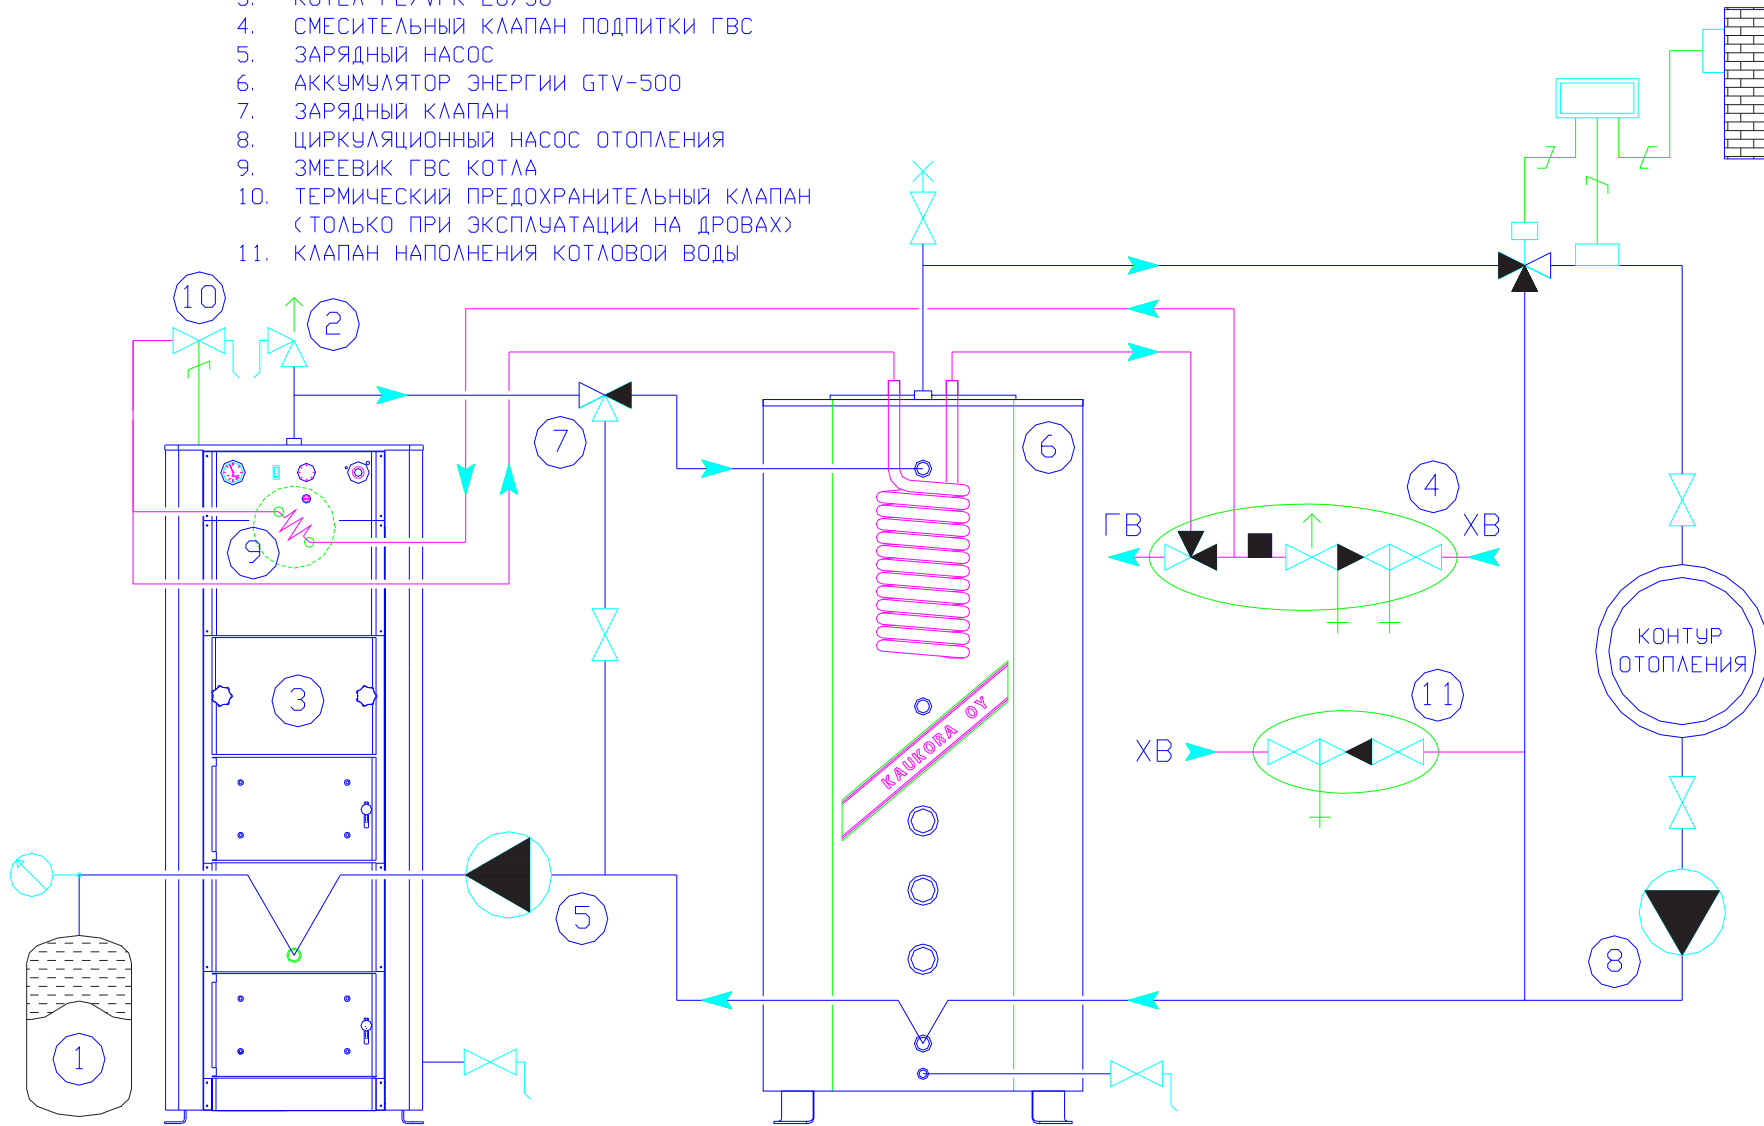 3. КОТЕЛ
4. СМЕСИТЕЛЬНЫЙ КЛАПАН ПОДПИТКИ ГВС
5. ЗАРЯДНЫЙ НАСОС
6. АККУМУЛЯТОР ЭНЕРГИИ GTV-500
7. ЗАРЯДНЫЙ КЛАПАН
8. ЦИРКУЛЯЦИОННЫЙ НАСОС ОТОПЛЕНИЯ
9. ЗМЕЕВИК ГВС КОТЛА
10. ТЕРМИЧЕСКИЙ ПРЕДОХРАНИТЕЛЬНЫЙ КЛАПАН
(ТОЛЬКО ПРИ ЭКСПЛУАТАЦИИ НА ДРОВАХ)
11. КЛАПАН НАПОЛНЕНИЯ КОТЛОВОЙ ВОДЫ
10
2
7
6
4
ГВ
ХВ
9
КОНТУР
ОТОПЛЕНИЯ
3
11
KAUKORA OY
ХВ
5
8
1